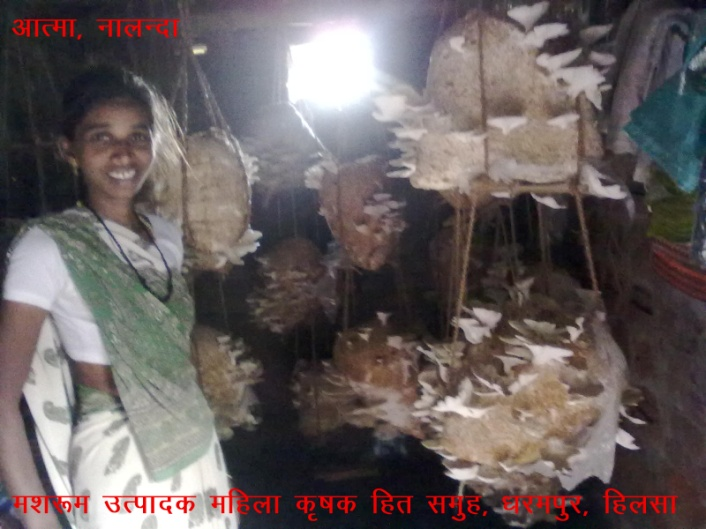 आत्मा, नालन्दा
मशरूम उत्पादक महिला कृषक हित समुह, धरमपुर, हिलसा